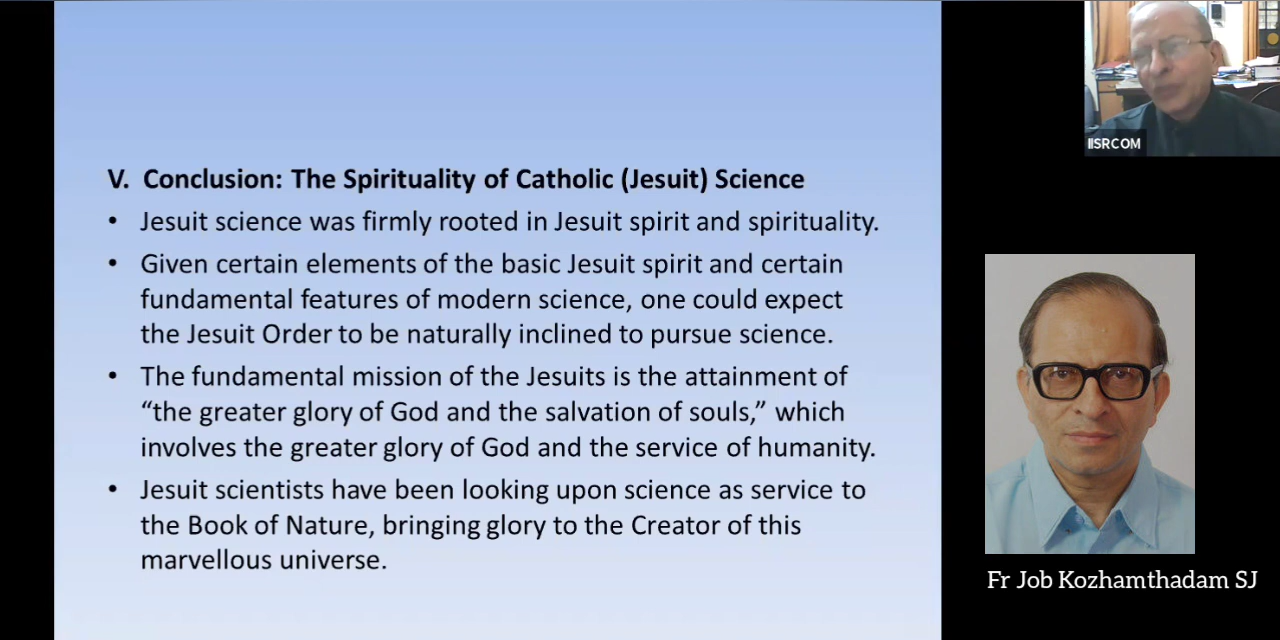 V. Conclusion: The Spirituality of Catholic (Jesuit) Science
• Jesuit science was firmly rooted in Jesuit spirit and spirituality.
• Given certain elements of the basic Jesuit spirit and certain
fundamental features of modern science, one could expect
the Jesuit Order to be naturally inclined to pursue science.
• The fundamental mission of the Jesuits is the attainment of
“the greater glory of God and the salvation of souls,” which
involves the greater glory of God and the service of humanity.
• Jesuit scientists have been looking upon science as service to
the Book of Nature, bringing glory to the Creator of this
marvellous universe.
IISRCOM
Fr Job Kozhamthadam SJ